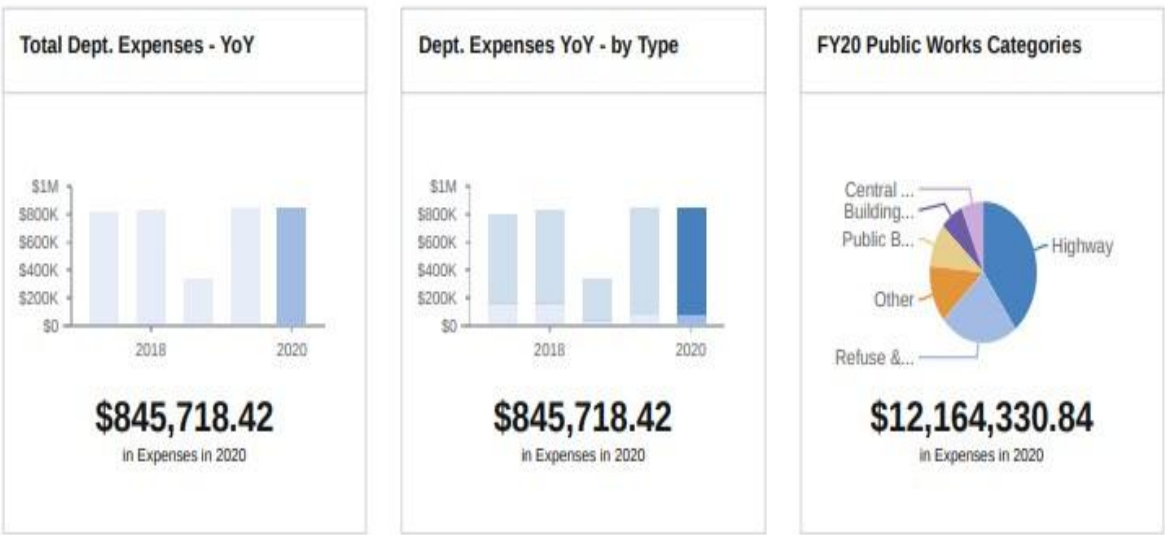 Total Dept. Expenses - YoY
$1M
$800K
$600K
$400K
$200K
$0
2018
2020
$845,718.42
in Expenses in 2020
Dept. Expenses YoY - by Type
$1M
$800K
$600K
$400K
$200K
$0
2018
2020
$845,718.42
in Expenses in 2020
FY20 Public Works Categories
Central ...
Building...
Public B...
Highway
Other
Refuse &...
$12,164,330.84
in Expenses in 2020